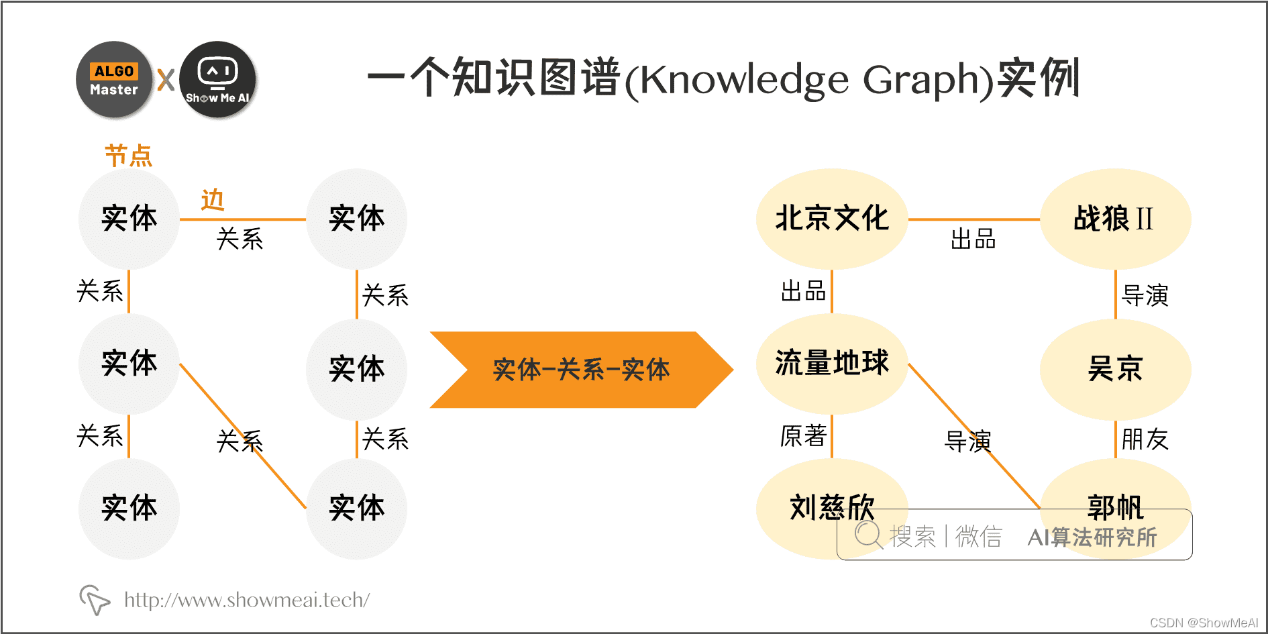 ALGO
Master
X
Show Me AI
一个知识图谱(Knowledge Graph)实例
节点
实体
边
关系
实体
关系
关系
实体
实体
关系
关系
关系
实体
实体
实体-关系-实体
北京文化
出品
战狼Ⅱ
出品
导演
流量地球
吴京
原著
导演
朋友
刘慈欣
郭帆
搜索|微信 AI算法研究所
http://www.showmeai.tech/
CSDN @ShowMeAI